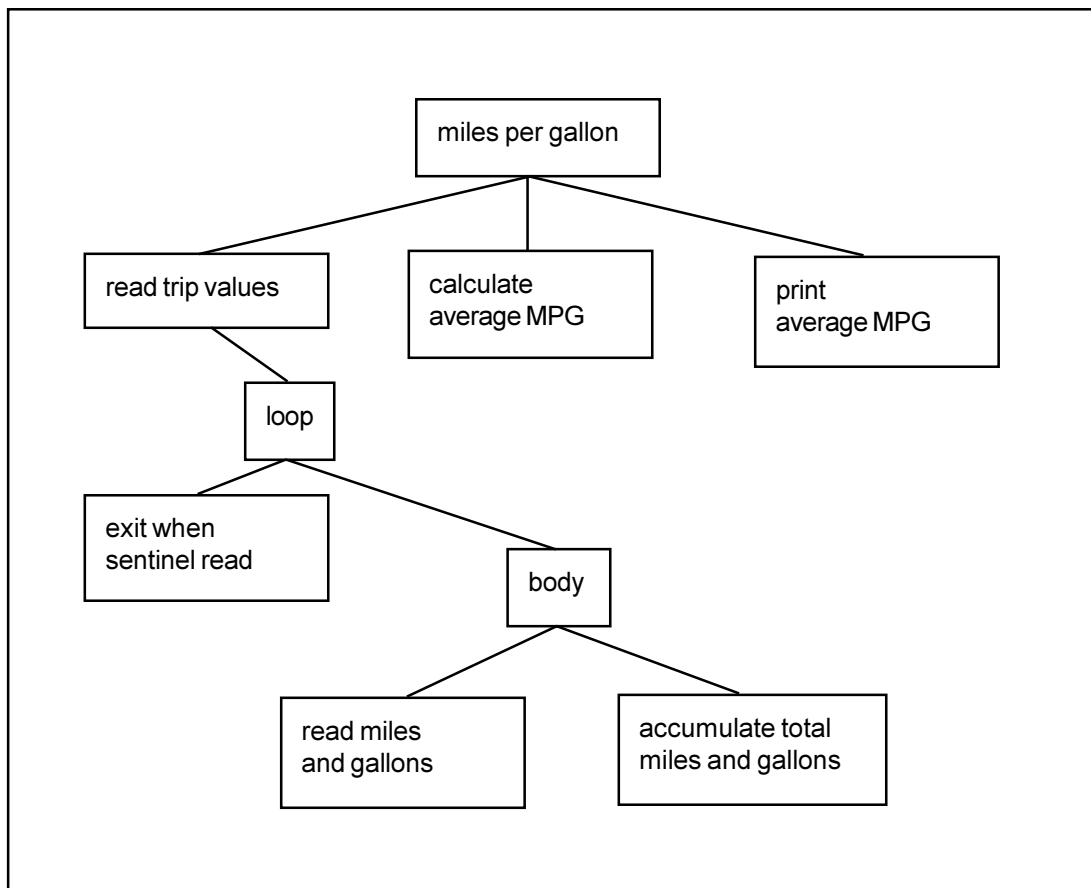 miles per gallon
read trip values
calculate
average MPG
print
average MPG
loop
exit when
sentinel read
body
read miles
and gallons
accumulate total
miles and gallons